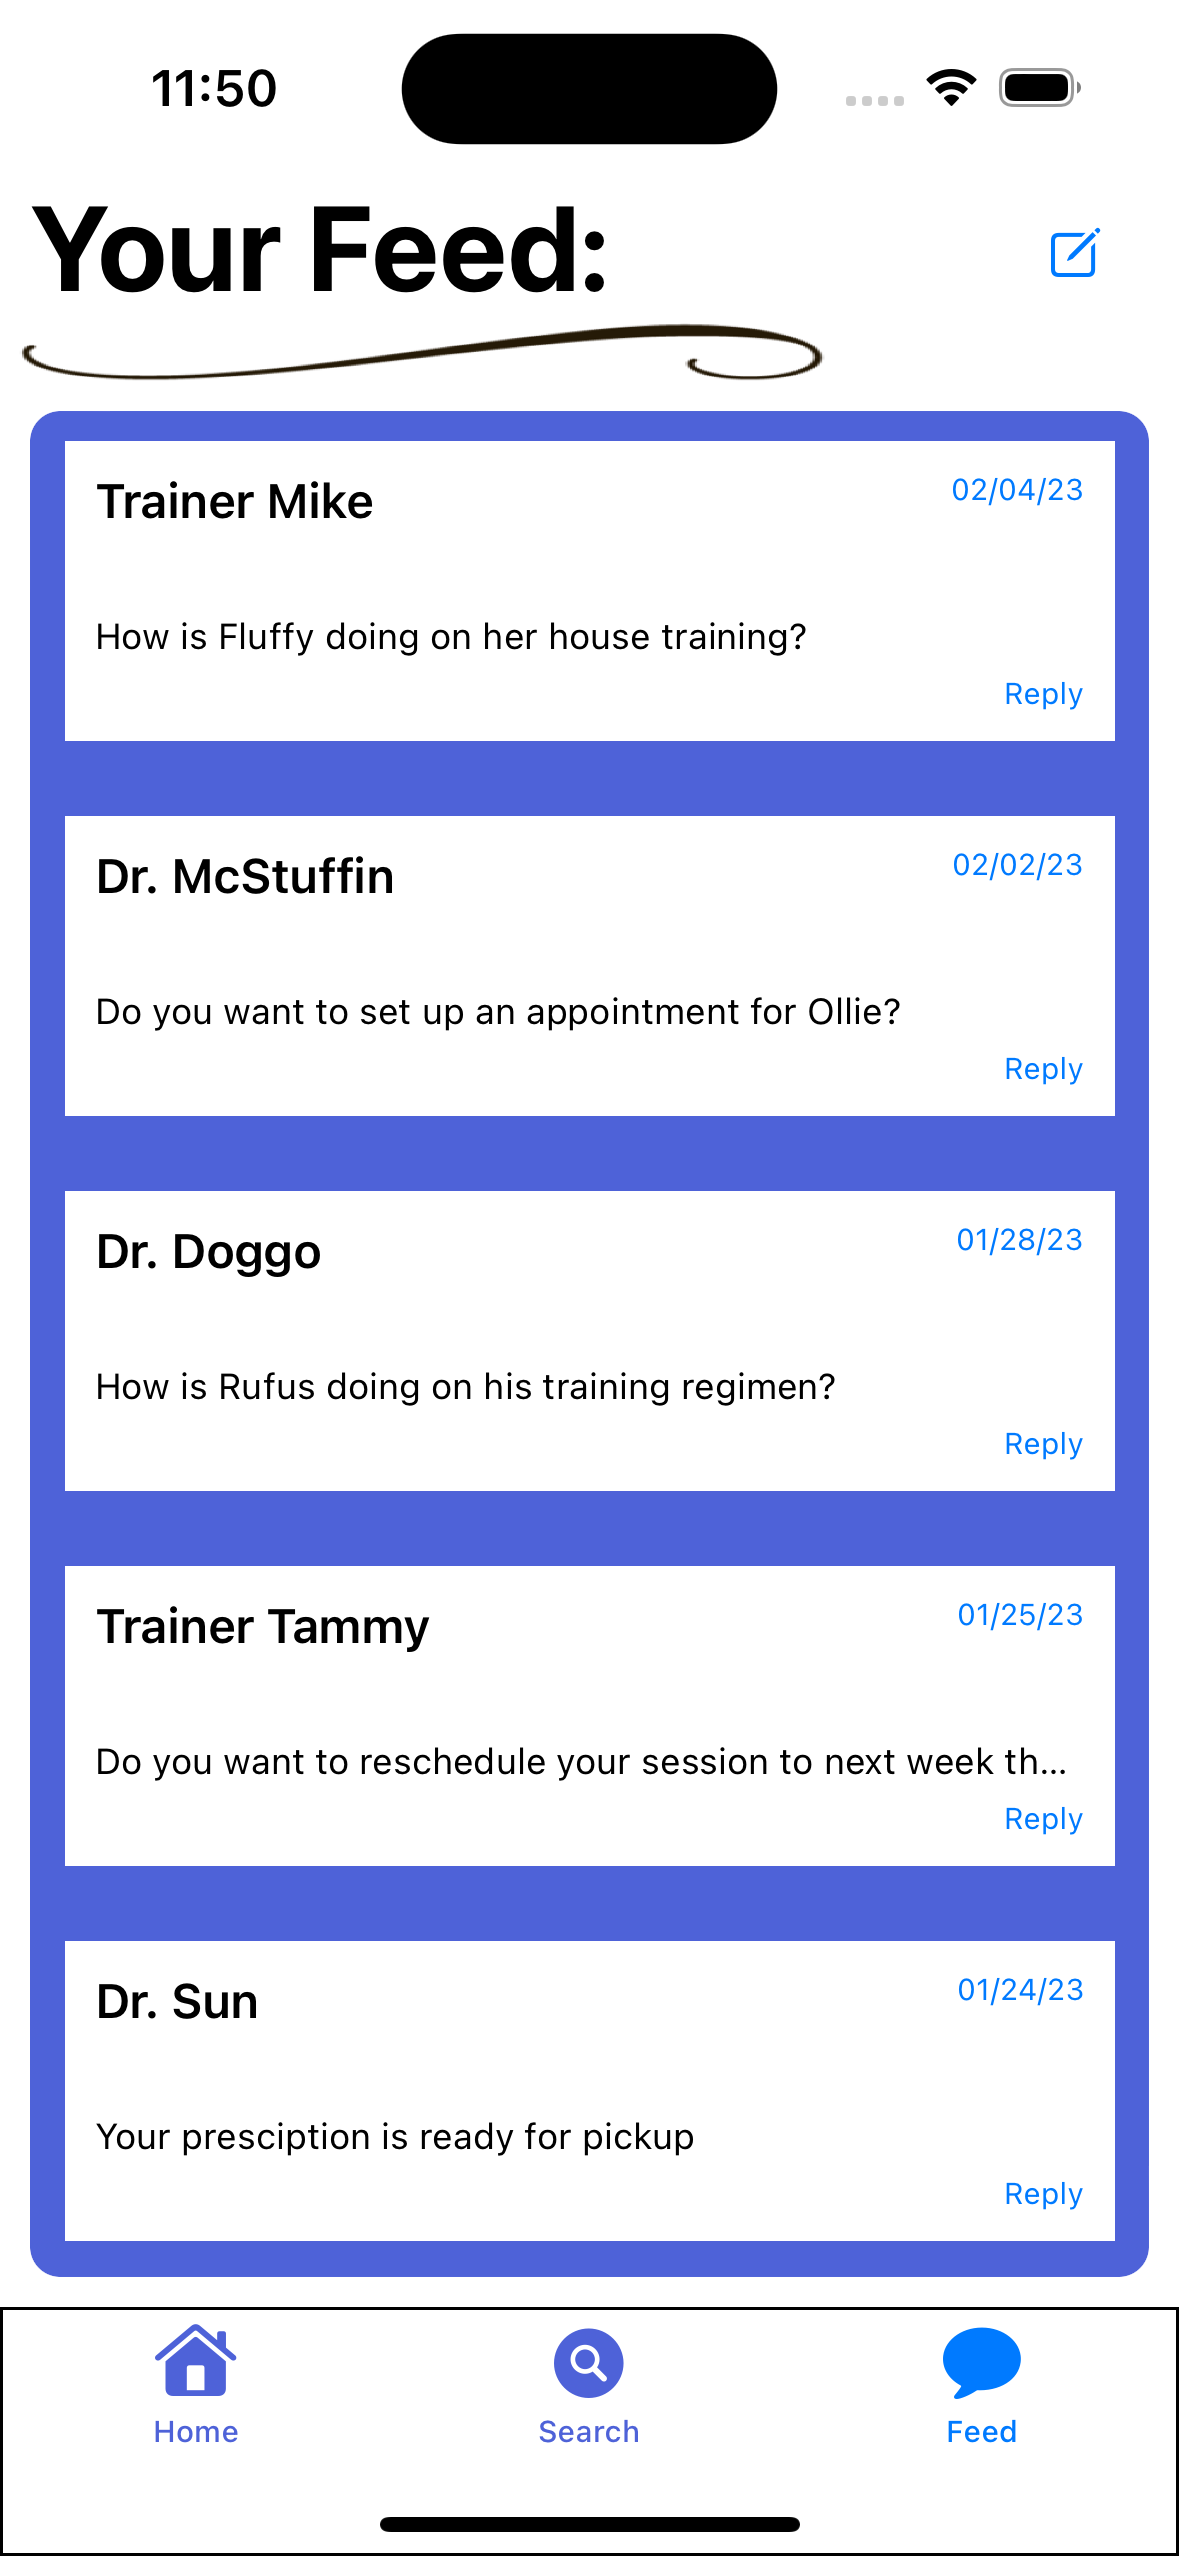 11:50
Your Feed:
Trainer Mike
02/04/23
How is Fluffy doing on her house training?
Reply
Dr. McStuffin
02/02/23
Do you want to set up an appointment for Ollie?
Reply
Dr. Doggo
01/28/23
How is Rufus doing on his training regimen?
Reply
Trainer Tammy
01/25/23
Do you want to reschedule your session to next week th...
Reply
Dr. Sun
01/24/23
Your presciption is ready for pickup
Reply
Home
Search
Feed